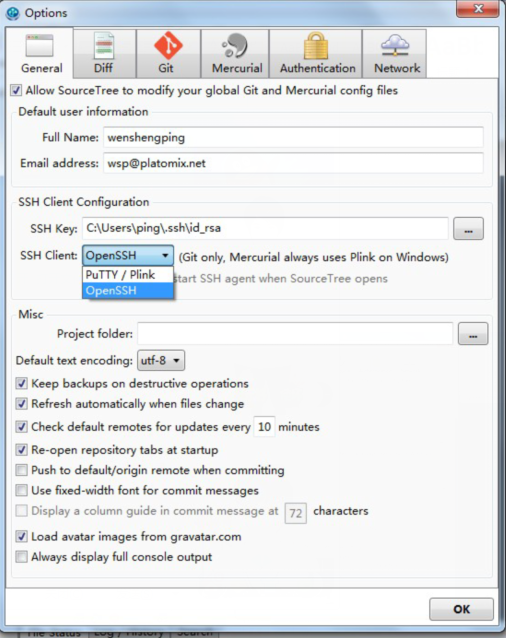 Options
General Diff Git Mercurial Authentication Network
Allow SourceTree to modify your global Git and Mercurial config files
Default user information
Full Name: wenshengping
Email address: wsp@platomix.net
SSH Client Configuration
SSH Key: C:\Users\ping\.ssh\id_rsa ...
SSH Client: OpenSSH (Git only, Mercurial always uses Plink on Windows)
PuTTY / Plink
start SSH agent when SourceTree opens
OpenSSH
Misc
Project folder: ...
Default text encoding: utf-8
Keep backups on destructive operations
Refresh automatically when files change
Check default remotes for updates every 10 minutes
Re-open repository tabs at startup
Push to default/origin remote when committing
Use fixed-width font for commit messages
Display a column guide in commit message at 72 characters
Load avatar images from gravatar.com
Always display full console output
OK
File Status Log / History Search